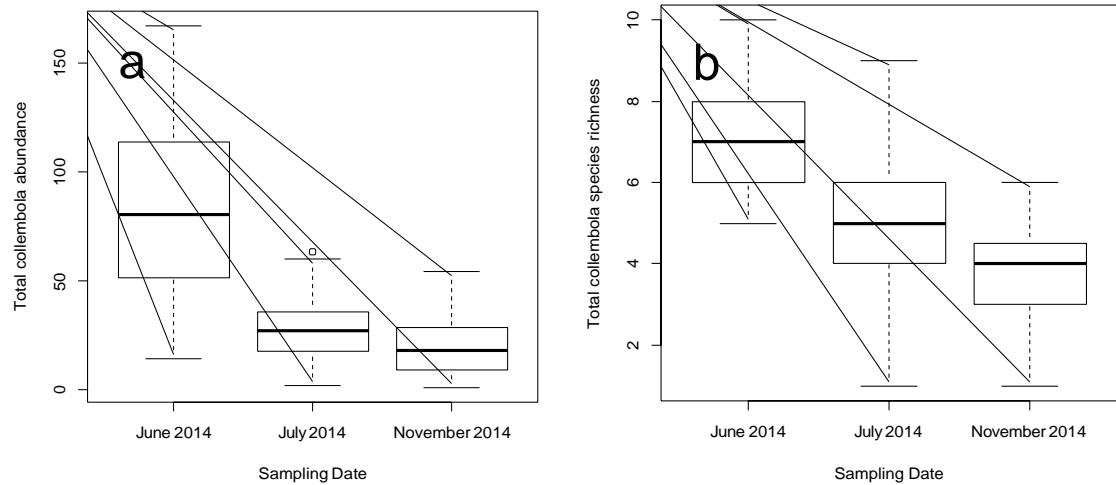 a
Total collembola abundance
150
100
50
0
June 2014 July 2014 November 2014
Sampling Date
b
Total collembola species richness
10
8
6
4
2
June 2014 July 2014 November 2014
Sampling Date